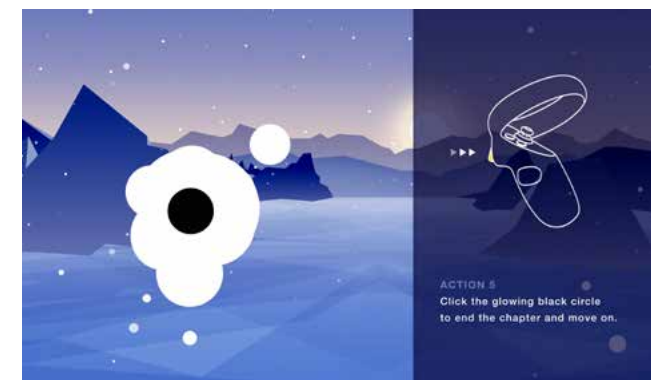 ACTION 5
Click the glowing black circle
to end the chapter and move on.